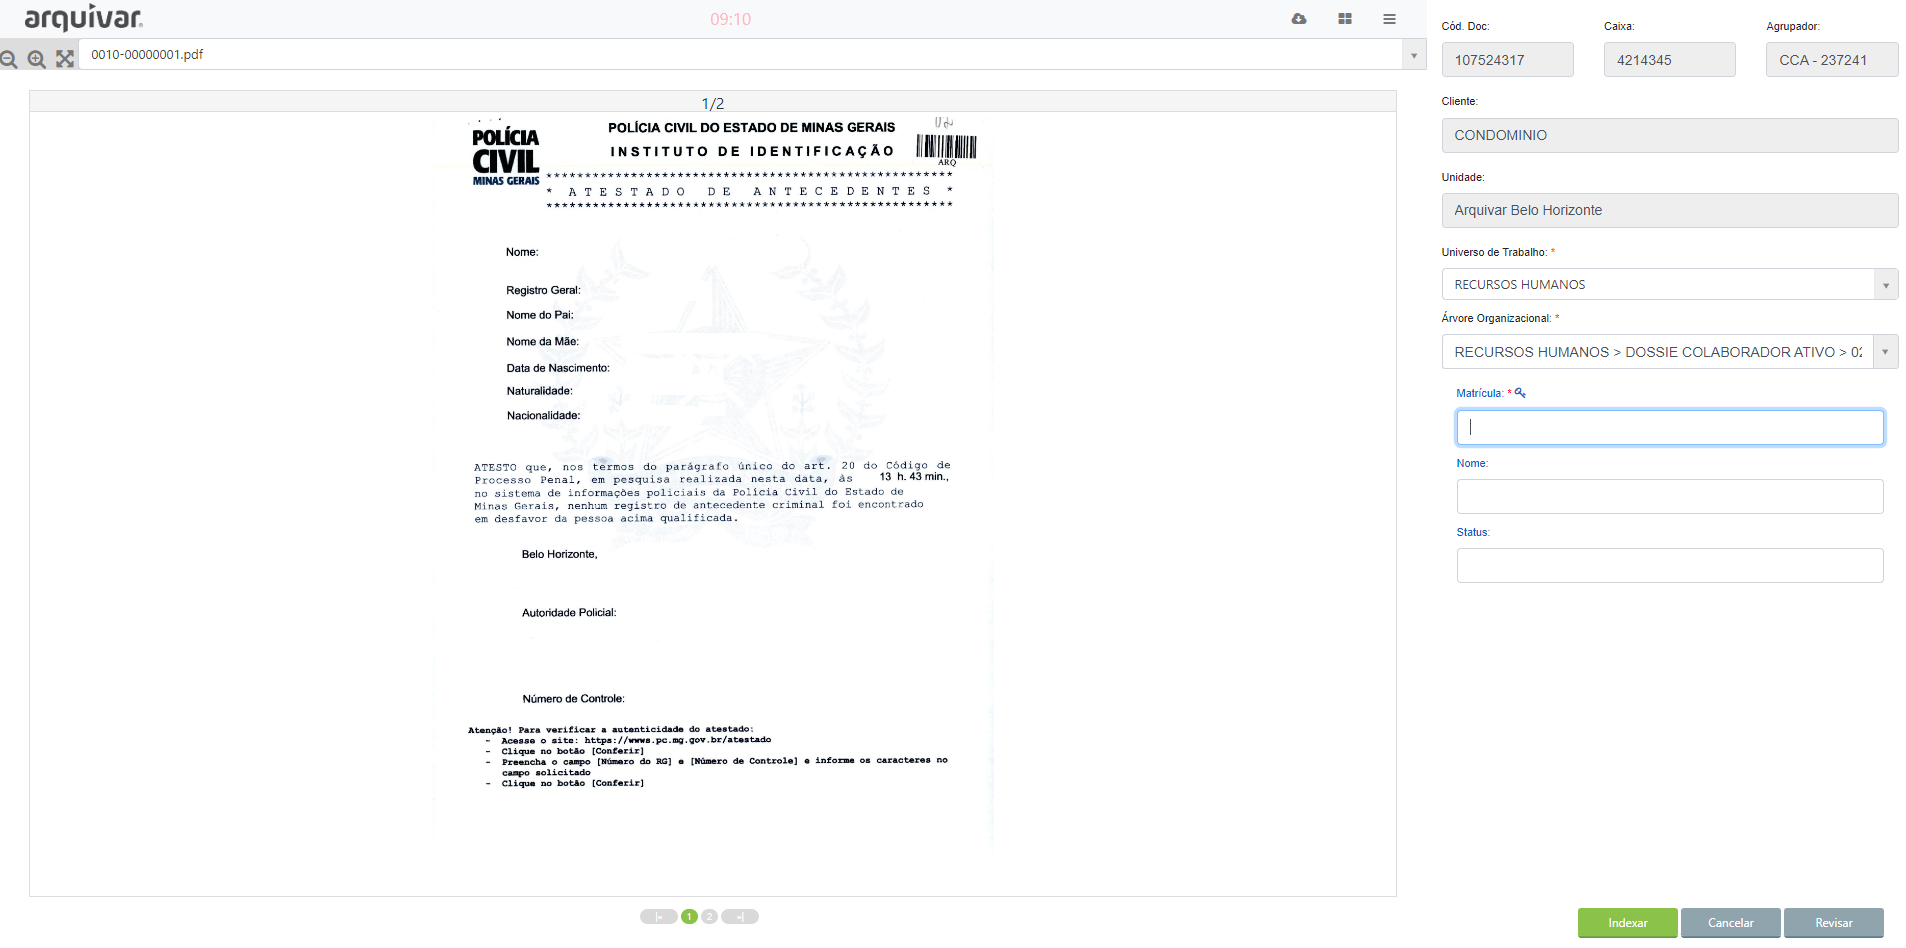 arquivar
09:10
0010-00000001.pdf
1/2
POLÍCIA
CIVIL
MINAS GERAIS
POLÍCIA CIVIL DO ESTADO DE MINAS GERAIS
INSTITUTO DE IDENTIFICAÇÃO
02
ARQ
*****************************************************
* ATESTADO DE ANTECEDENTES *
*****************************************************
Nome:
Registro Geral:
Nome do Pai:
Nome da Mãe:
Data de Nascimento:
Naturalidade:
Nacionalidade:
ATESTO que, nos termos do parágrafo único do art. 20 do Código de
Processo Penal, em pesquisa realizada nesta data, às 13 h. 43 min.,
no sistema de informações policiais da Polícia Civil do Estado de
Minas Gerais, nenhum registro de antecedente criminal foi encontrado
em desfavor da pessoa acima qualificada.
Belo Horizonte,
Autoridade Policial:
Número de Controle:
Atenção! Para verificar a autenticidade do atestado:
- Acesse o site: https://wwws.pc.mg.gov.br/atestado
- Clique no botão [Conferir]
- Preencha o campo [Número do RG] e [Número de Controle] e informe os caracteres no
campo solicitado
- Clique no botão [Conferir]
1 2
Cód. Doc: Caixa: Agrupador:
107524317 4214345 CCA - 237241
Cliente:
CONDOMINIO
Unidade:
Arquivar Belo Horizonte
Universo de Trabalho: *
RECURSOS HUMANOS
Árvore Organizacional: *
RECURSOS HUMANOS > DOSSIE COLABORADOR ATIVO > 02
Matrícula: *
Nome:
Status:
Indexar Cancelar Revisar